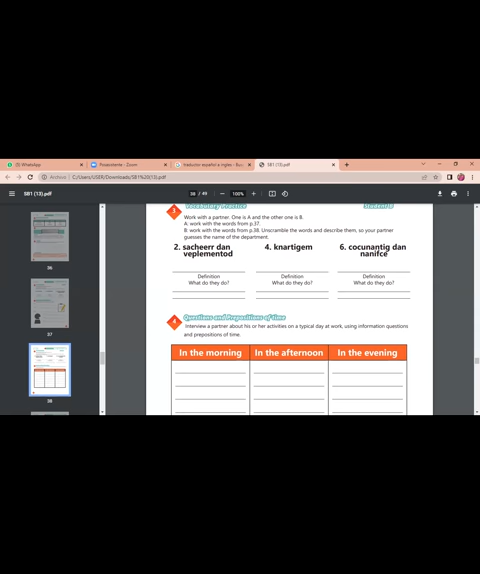 WhatsApp
Preasistente - Zoom
traductor español a ingles - Bus
SB1 (13).pdf
Archivo | C:/Users/USER/Downloads/SB1%20(13).pdf
SB1 (13).pdf
38 / 49
100%
36
37
38
3
Vocabulary Practice
Student B
Work with a partner. One is A and the other one is B.
A: work with the words from p.37.
B: work with the words from p.38. Unscramble the words and describe them, so your partner
guesses the name of the department.
2. sacheerr dan
veplementod
4. knartigem
6. cocunantig dan
nanifce
Definition
What do they do?
Definition
What do they do?
Definition
What do they do?
4
Questions and Prepositions of time
Interview a partner about his or her activities on a typical day at work, using information questions
and prepositions of time.
In the morning
In the afternoon
In the evening